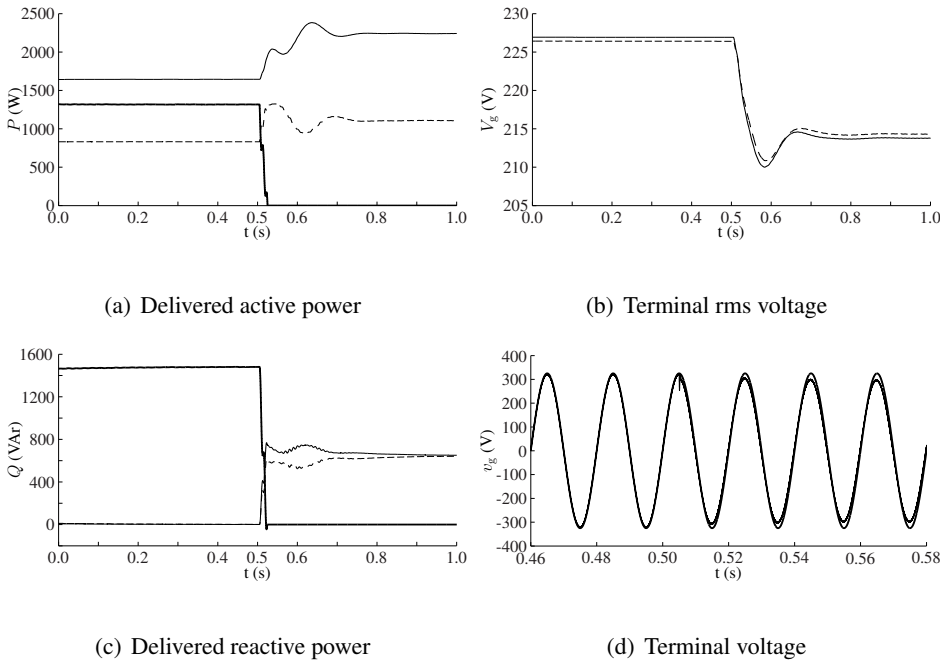 2500
2000
1500
1000
500
0
P (W)
0.0 0.2 0.4 0.5 0.6 0.8 1.0
t (s)
(a) Delivered active power
230
225
220
215
210
205
Vg (V)
0.0 0.2 0.4 0.5 0.6 0.8 1.0
t (s)
(b) Terminal rms voltage
1600
1200
800
400
0
Q (VAr)
0.0 0.2 0.4 0.5 0.6 0.8 1.0
t (s)
(c) Delivered reactive power
400
300
200
100
0
-100
-200
-300
-400
vg (V)
0.46 0.48 0.50 0.52 0.54 0.56 0.58
t (s)
(d) Terminal voltage